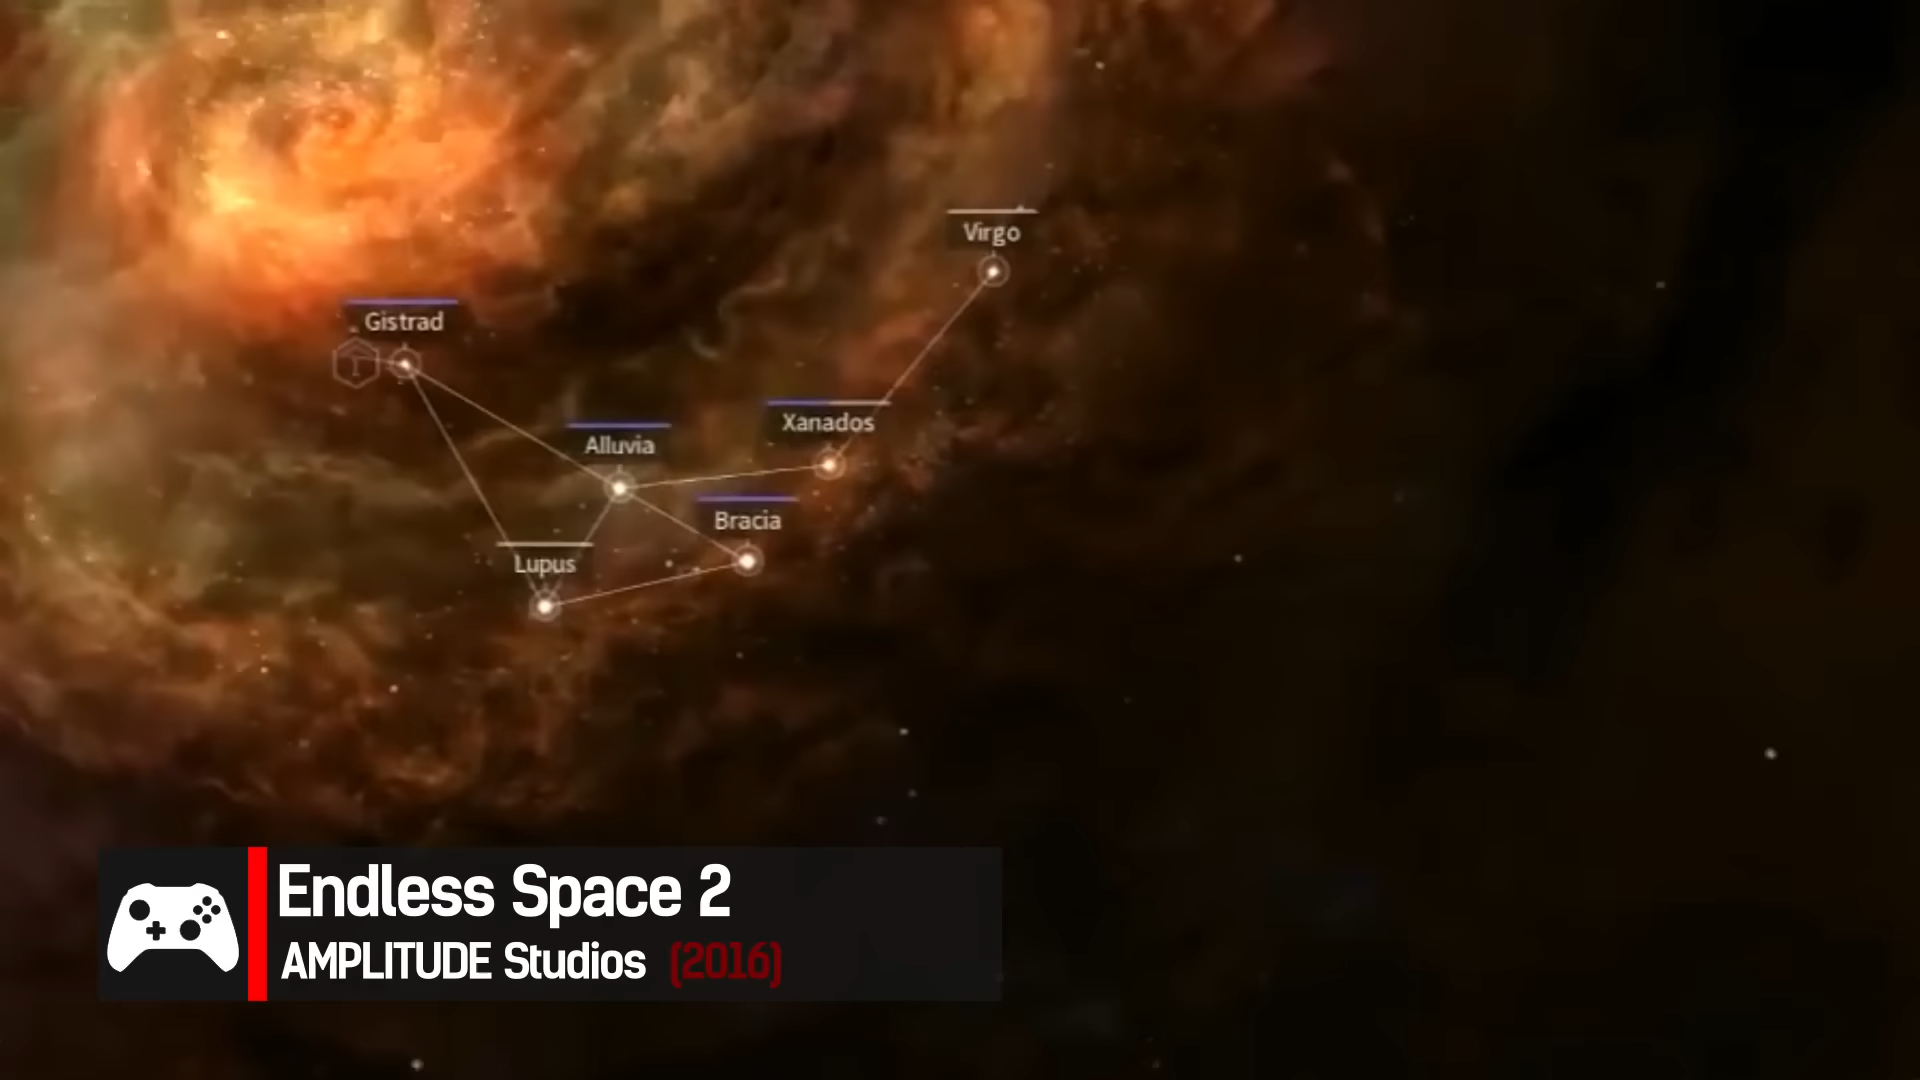 Virgo
Gistrad
Xanados
Alluvia
Bracia
Lupus
Endless Space 2
AMPLITUDE Studios (2016)